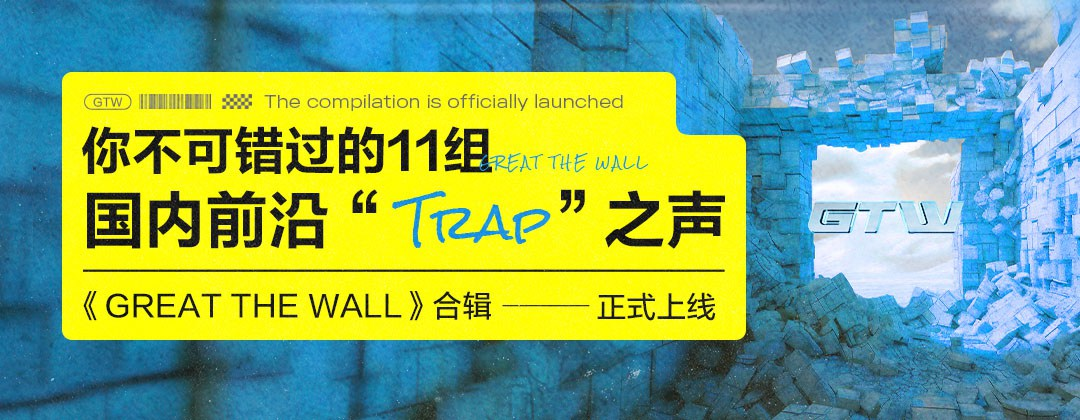 GTW The compilation is officially launched
你不可错过的11组
GREAT THE WALL
国内前沿“TRAP”之声
《GREAT THE WALL》合辑 ———— 正式上线
GTW